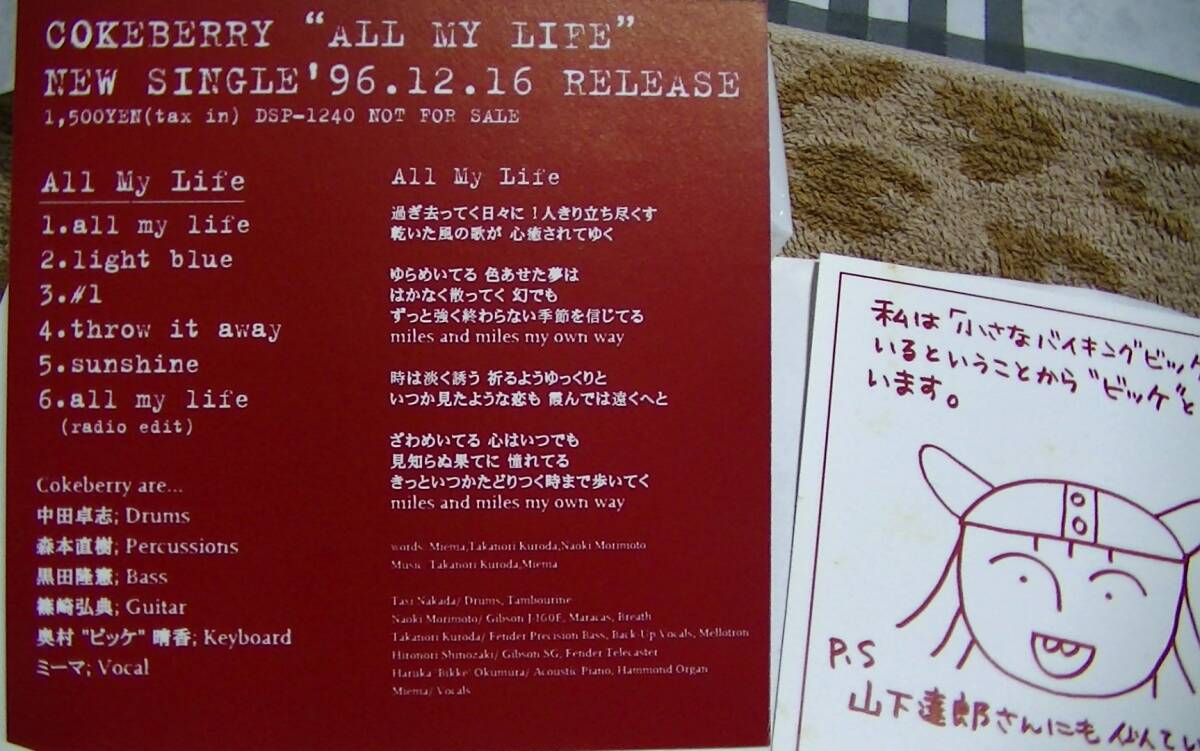 COKEBERRY “ALL MY LIFE”
NEW SINGLE'96.12.16 RELEASE
1,500YEN(tax in) DSP-1240 NOT FOR SALE
All My Life
1.all my life
2.light blue
3.#1
4.throw it away
5.sunshine
6.all my life
(radio edit)
Cokeberry are...
中田卓志; Drums
森本直樹; Percussions
黒田隆憲; Bass
篠崎弘典; Guitar
奥村 "ビッケ" 晴香; Keyboard
ミーマ; Vocal
All My Life
過ぎ去ってく日々に！人きり立ち尽くす
乾いた風の歌が 心癒されてゆく
ゆらめいてる 色あせた夢は
はかなく散ってく 幻でも
ずっと強く終わらない季節を信じてる
miles and miles my own way
時は淡く誘う 祈るようゆっくりと
いつか見たような恋も 霞んでは遠くへと
ざわめいてる 心はいつでも
見知らぬ果てに 憧れてる
きっといつかたどりつく時まで歩いてく
miles and miles my own way
words: Miema,Takanori Kuroda,Naoki Morimoto
Music: Takanori Kuroda,Miema
Taxi Nakada/ Drums, Tambourine
Naoki Morimoto/ Gibson J-160E, Maracas, Breath
Takanori Kuroda/ Fender Precision Bass, Back-Up Vocals, Mellotron
Hironori Shinozaki/ Gibson SG, Fender Telecaster
Haruka 'Bikke' Okumura/ Acoustic Piano, Hammond Organ
Miema/ Vocals
私は「小さなバイキングビッケ
いるということから“ビッケ”と
います。
P.S
山下達郎さんにも 似てい